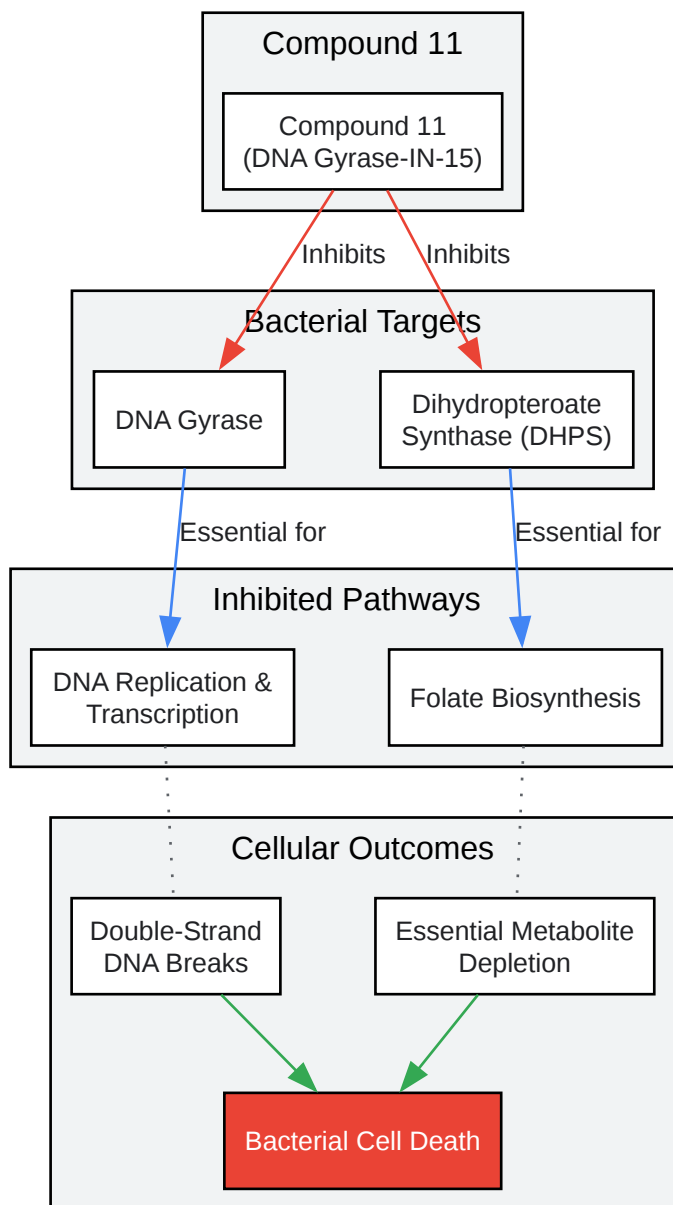 Compound 11
Compound 11
(DNA Gyrase-IN-15)
Inhibits
Inhibits
Bacterial Targets
DNA Gyrase
Dihydropteroate
Synthase (DHPS)
Essential for
Essential for
Inhibited Pathways
DNA Replication &
Transcription
Folate Biosynthesis
Cellular Outcomes
Double-Strand
DNA Breaks
Essential Metabolite
Depletion
Bacterial Cell Death